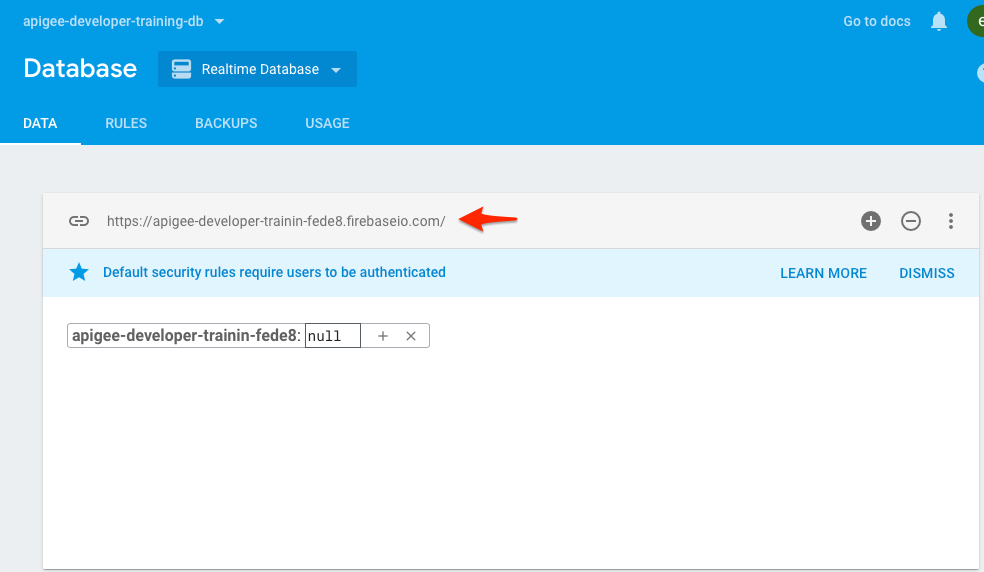 apigee-developer-training-db
Go to docs
Database
Realtime Database
DATA
RULES
BACKUPS
USAGE
https://apigee-developer-trainin-fede8.firebaseio.com/
Default security rules require users to be authenticated
LEARN MORE
DISMISS
apigee-developer-trainin-fede8: null